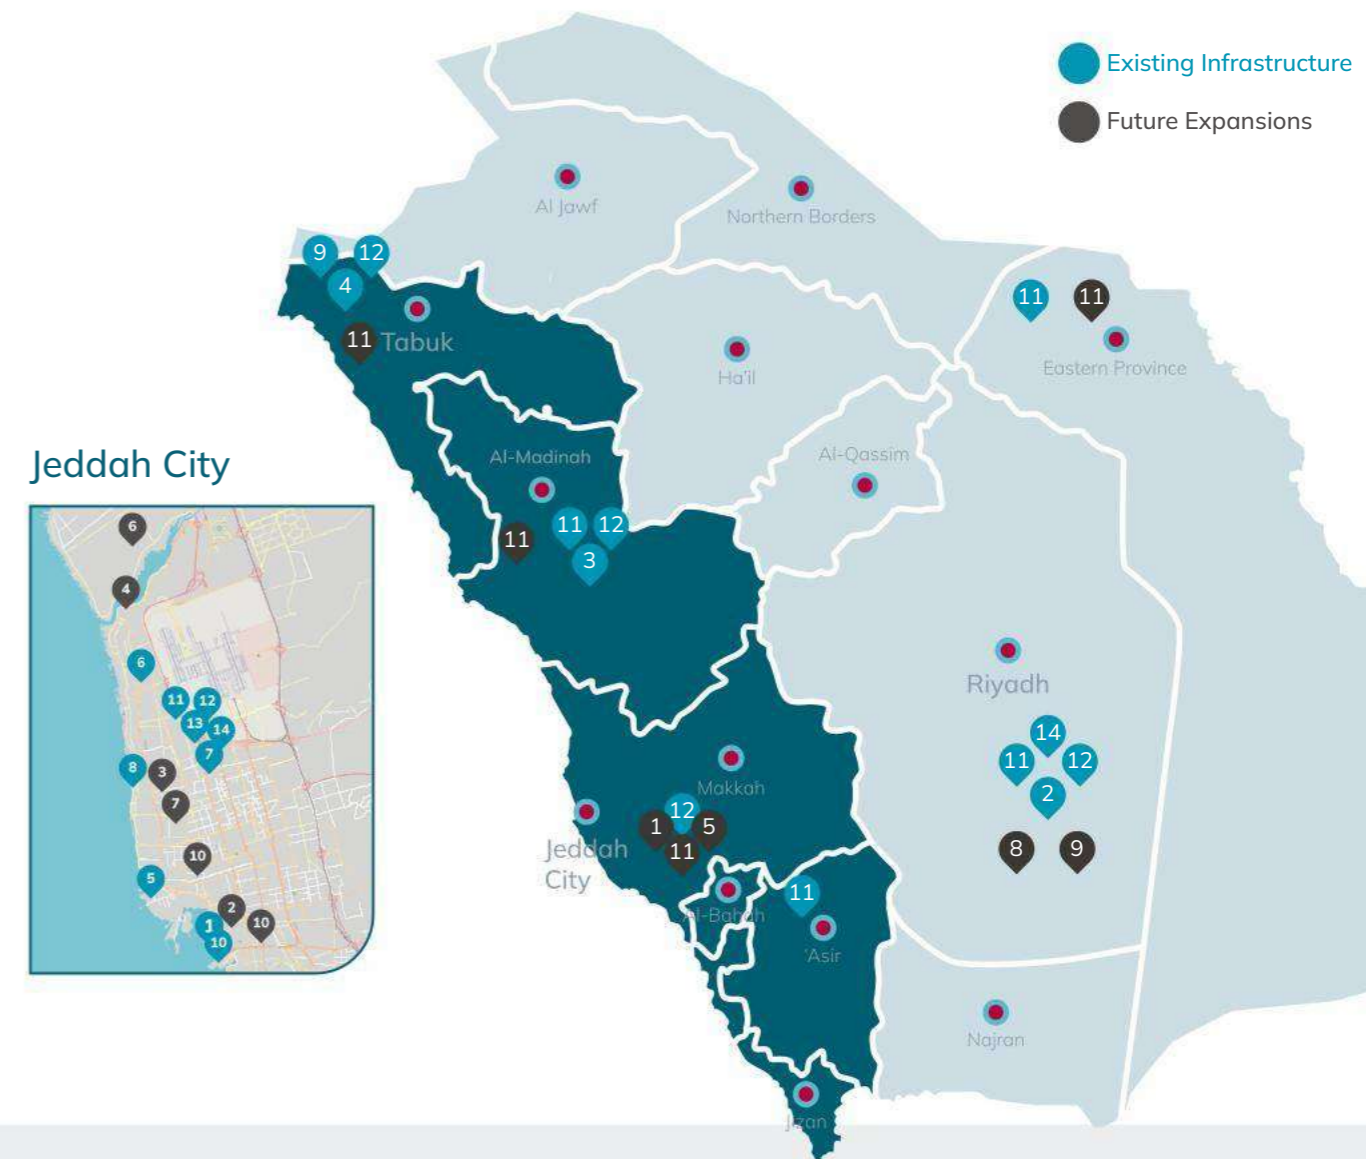 Existing Infrastructure
Future Expansions
Al Jawf
Northern Borders
9
12
4
11
Tabuk
11
11
Eastern Province
Ha'il
Al-Qassim
Al-Madinah
11
12
11
3
Jeddah City
6
4
6
11
12
13
14
7
8
3
7
10
5
2
1
10
10
Riyadh
14
11
12
2
8
9
Makkah
12
1
5
11
Jeddah
City
Al-Bahah
11
'Asir
Najran
Jizan